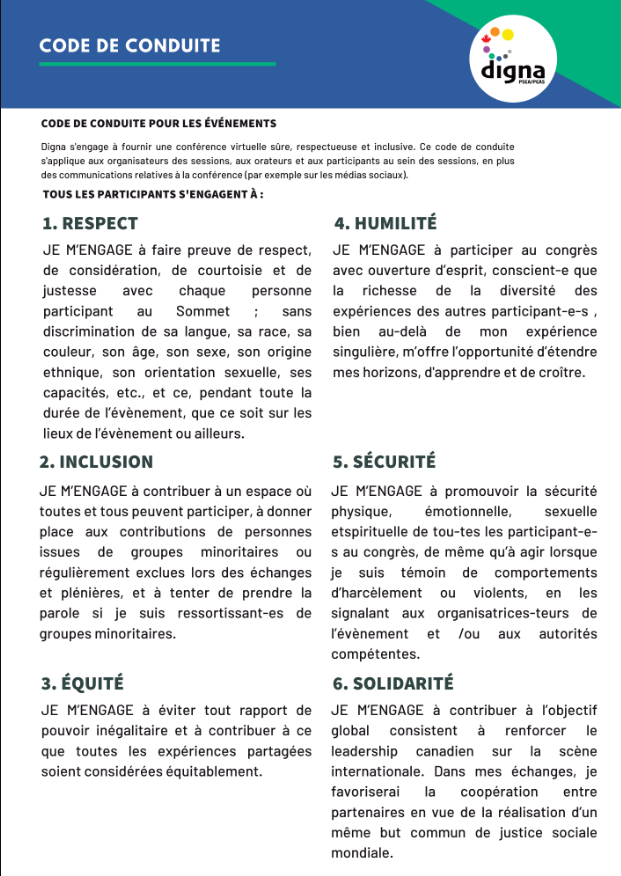 CODE DE CONDUITE
digna
PSEA/PEAS
CODE DE CONDUITE POUR LES ÉVÉNEMENTS
Digna s'engage à fournir une conférence virtuelle sûre, respectueuse et inclusive. Ce code de conduite
s'applique aux organisateurs des sessions, aux orateurs et aux participants au sein des sessions, en plus
des communications relatives à la conférence (par exemple sur les médias sociaux).
TOUS LES PARTICIPANTS S'ENGAGENT À :
1. RESPECT
JE M'ENGAGE à faire preuve de respect,
de considération, de courtoisie et de
justesse avec chaque personne
participant au Sommet ; sans
discrimination de sa langue, sa race, sa
couleur, son âge, son sexe, son origine
ethnique, son orientation sexuelle, ses
capacités, etc., et ce, pendant toute la
durée de l'évènement, que ce soit sur les
lieux de l'évènement ou ailleurs.
2. INCLUSION
JE M'ENGAGE à contribuer à un espace où
toutes et tous peuvent participer, à donner
place aux contributions de personnes
issues de groupes minoritaires ou
régulièrement exclues lors des échanges
et plénières, et à tenter de prendre la
parole si je suis ressortissant-es de
groupes minoritaires.
3. ÉQUITÉ
JE M'ENGAGE à éviter tout rapport de
pouvoir inégalitaire et à contribuer à ce
que toutes les expériences partagées
soient considérées équitablement.
4. HUMILITÉ
JE M'ENGAGE à participer au congrès
avec ouverture d'esprit, conscient-e que
la richesse de la diversité des
expériences des autres participant-e-s ,
bien au-delà de mon expérience
singulière, m'offre l'opportunité d'étendre
mes horizons, d'apprendre et de croître.
5. SÉCURITÉ
JE M'ENGAGE à promouvoir la sécurité
physique, émotionnelle, sexuelle
etspirituelle de tou-tes les participant-e-
s au congrès, de même qu'à agir lorsque
je suis témoin de comportements
d'harcèlement ou violents, en les
signalant aux organisatrices-teurs de
l'évènement et /ou aux autorités
compétentes.
6. SOLIDARITÉ
JE M'ENGAGE à contribuer à l'objectif
global consistent à renforcer le
leadership canadien sur la scène
internationale. Dans mes échanges, je
favoriserai la coopération entre
partenaires en vue de la réalisation d'un
même but commun de justice sociale
mondiale.